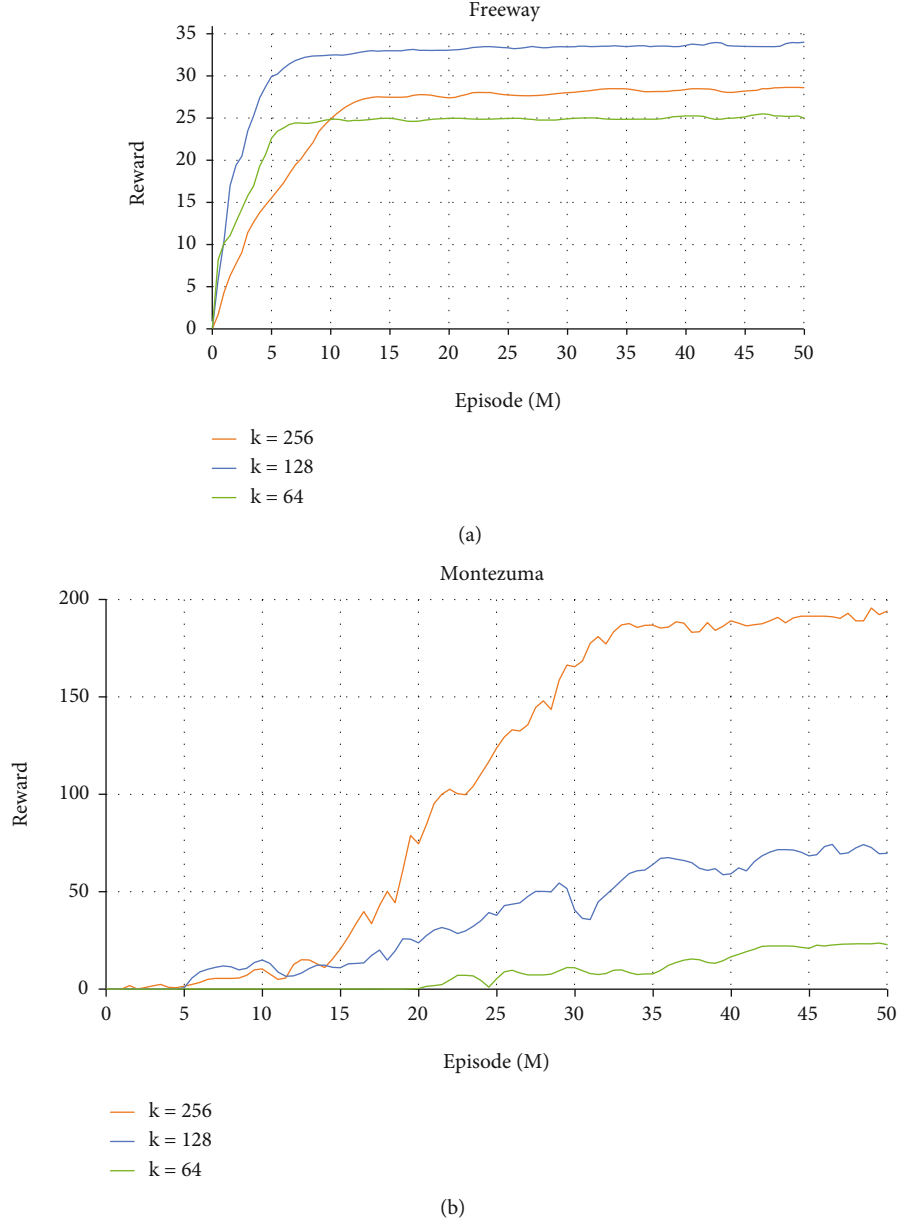 Freeway
35
30
25
20
15
10
5
0
Reward
0 5 10 15 20 25 30 35 40 45 50
Episode (M)
k = 256
k = 128
k = 64
(a)
Montezuma
200
150
100
50
0
Reward
0 5 10 15 20 25 30 35 40 45 50
Episode (M)
k = 256
k = 128
k = 64
(b)